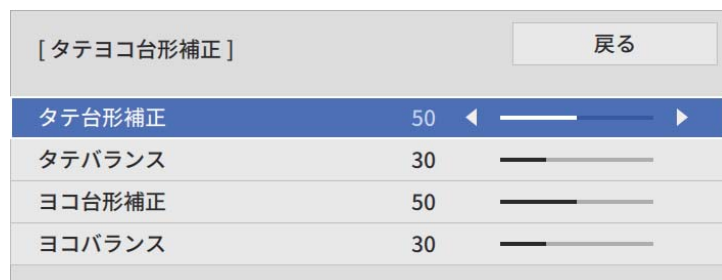 [ タテヨコ台形補正 ] 戻る
タテ台形補正 50
タテバランス 30
ヨコ台形補正 50
ヨコバランス 30